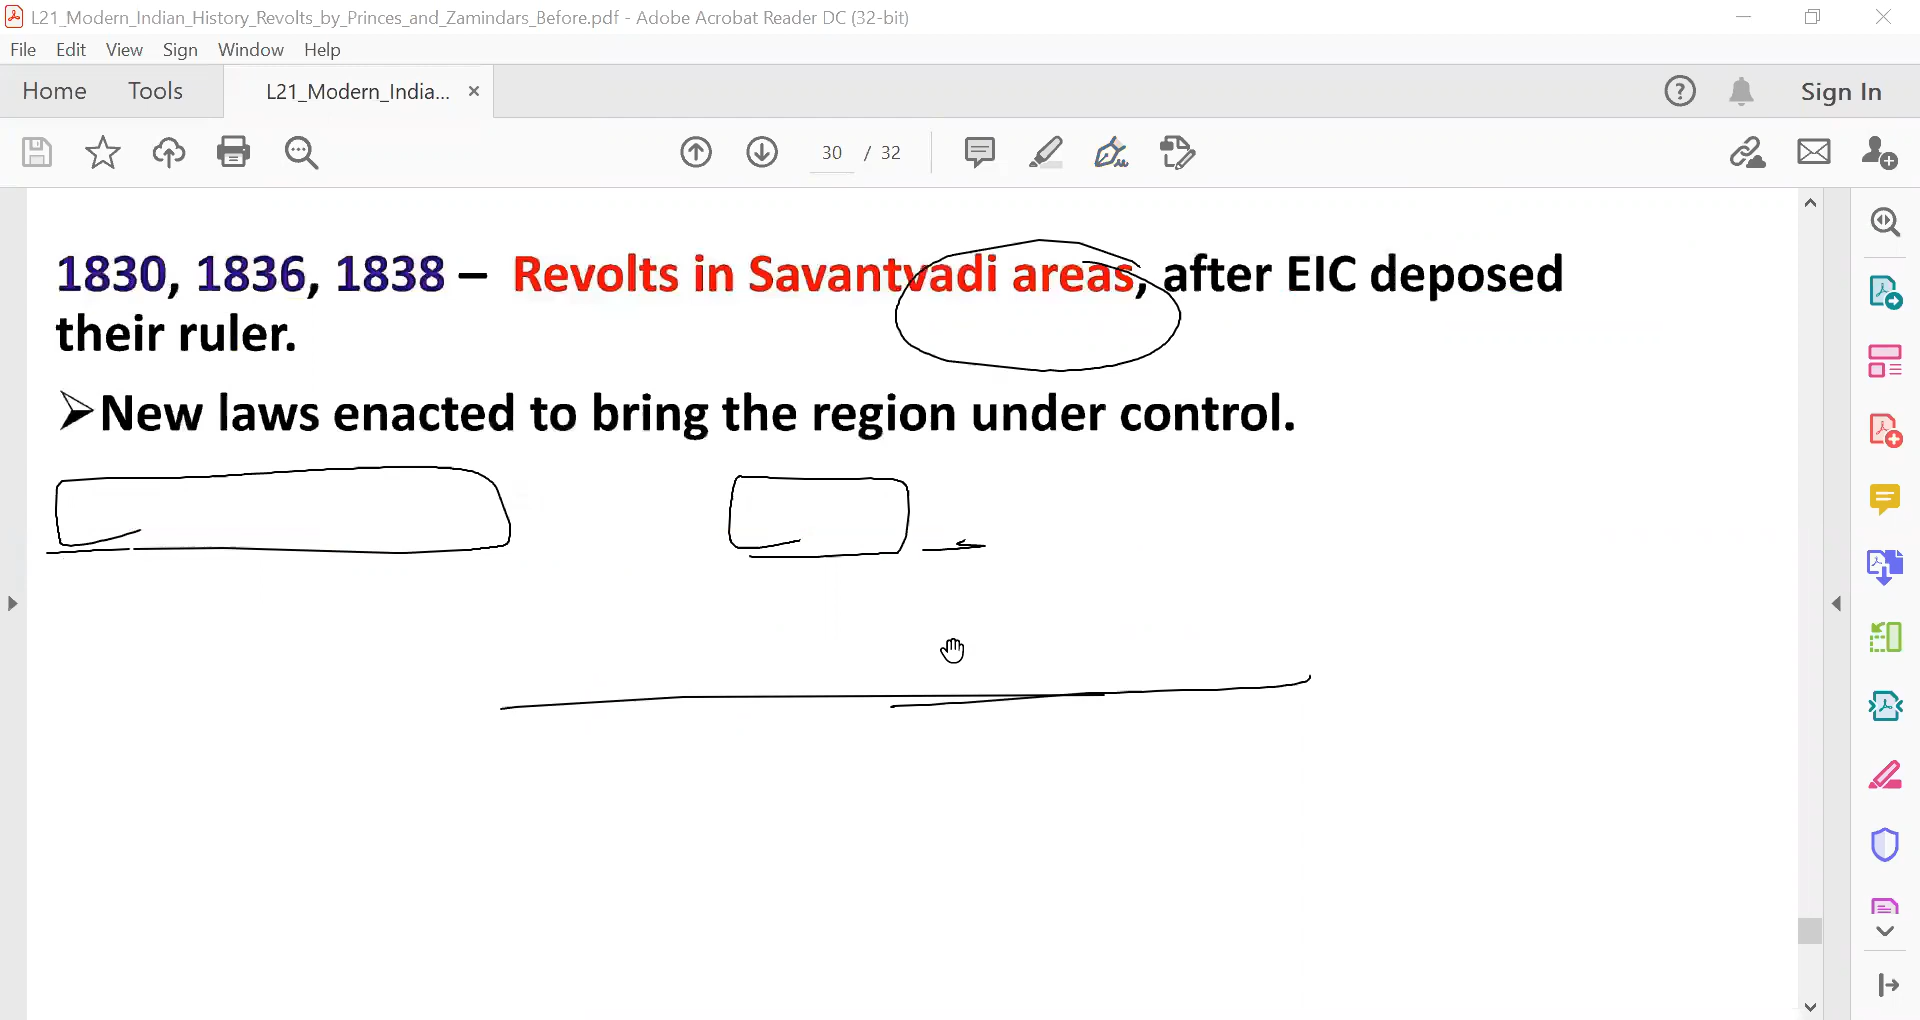 L21_Modern_Indian_History_Revolts_by_Princes_and_Zamindars_Before.pdf - Adobe Acrobat Reader DC (32-bit)
File Edit View Sign Window Help
Home Tools L21_Modern_India... × Sign In
30 / 32
1830, 1836, 1838 – Revolts in Savantvadi areas, after EIC deposed
their ruler.
➢New laws enacted to bring the region under control.